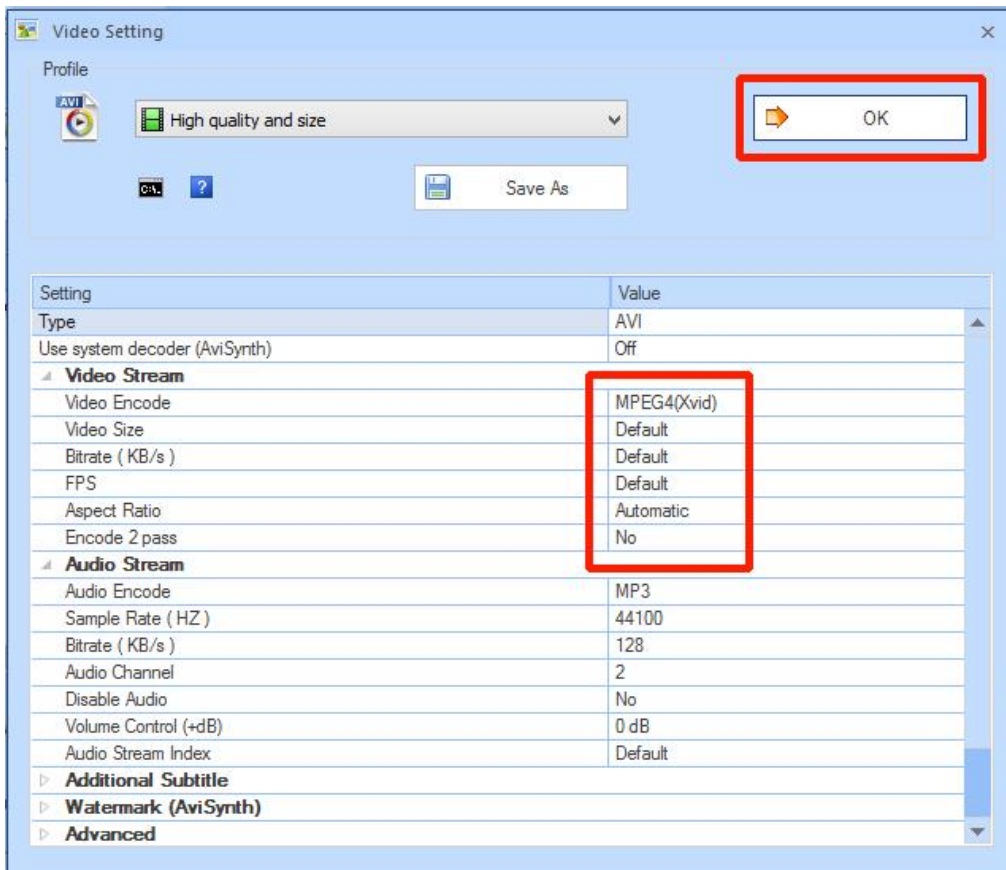 Video Setting
Profile
AVI
High quality and size
OK
C:\.
?
Save As
Setting Value
Type AVI
Use system decoder (AviSynth) Off
Video Stream
Video Encode MPEG4(Xvid)
Video Size Default
Bitrate ( KB/s ) Default
FPS Default
Aspect Ratio Automatic
Encode 2 pass No
Audio Stream
Audio Encode MP3
Sample Rate ( HZ ) 44100
Bitrate ( KB/s ) 128
Audio Channel 2
Disable Audio No
Volume Control (+dB) 0 dB
Audio Stream Index Default
Additional Subtitle
Watermark (AviSynth)
Advanced